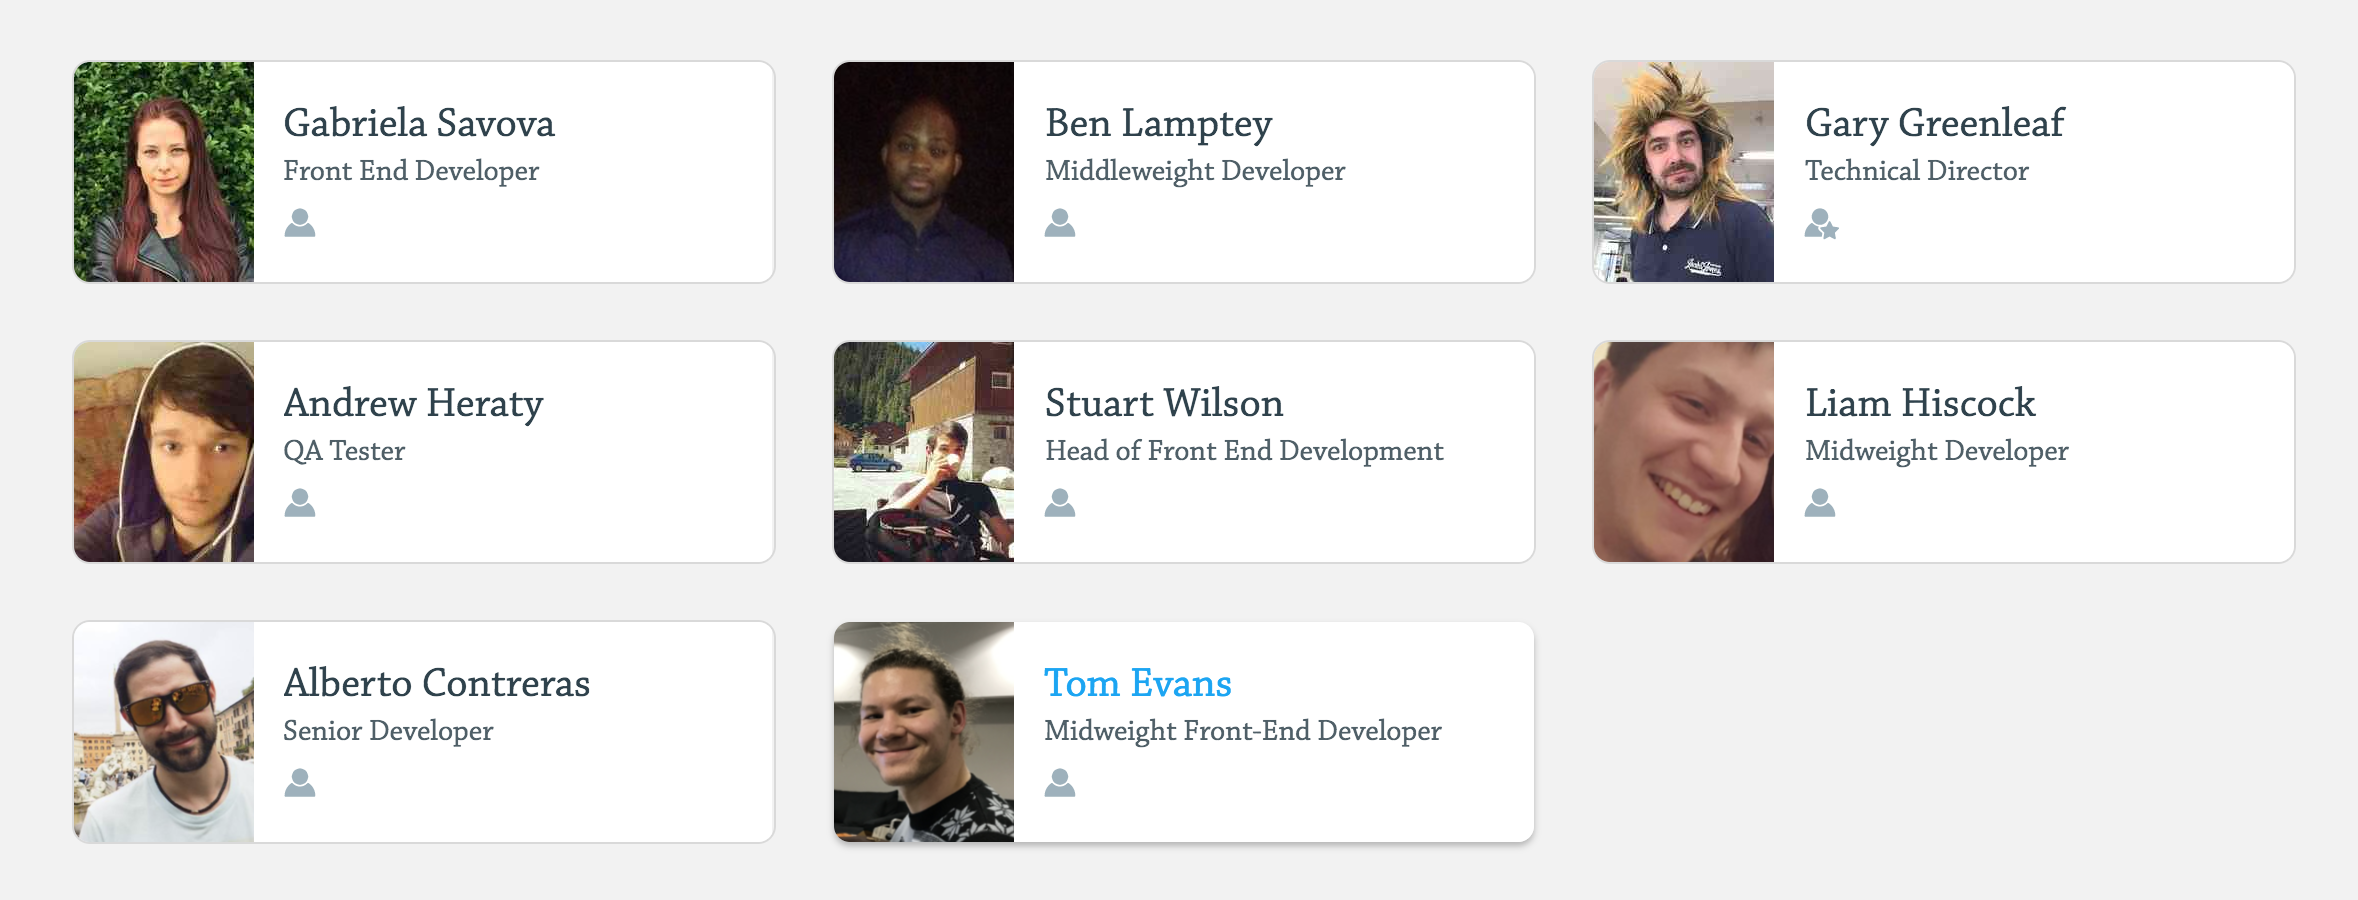 Gabriela Savova
Front End Developer
Ben Lamptey
Middleweight Developer
Gary Greenleaf
Technical Director
Andrew Heraty
QA Tester
Stuart Wilson
Head of Front End Development
Liam Hiscock
Midweight Developer
Alberto Contreras
Senior Developer
Tom Evans
Midweight Front-End Developer